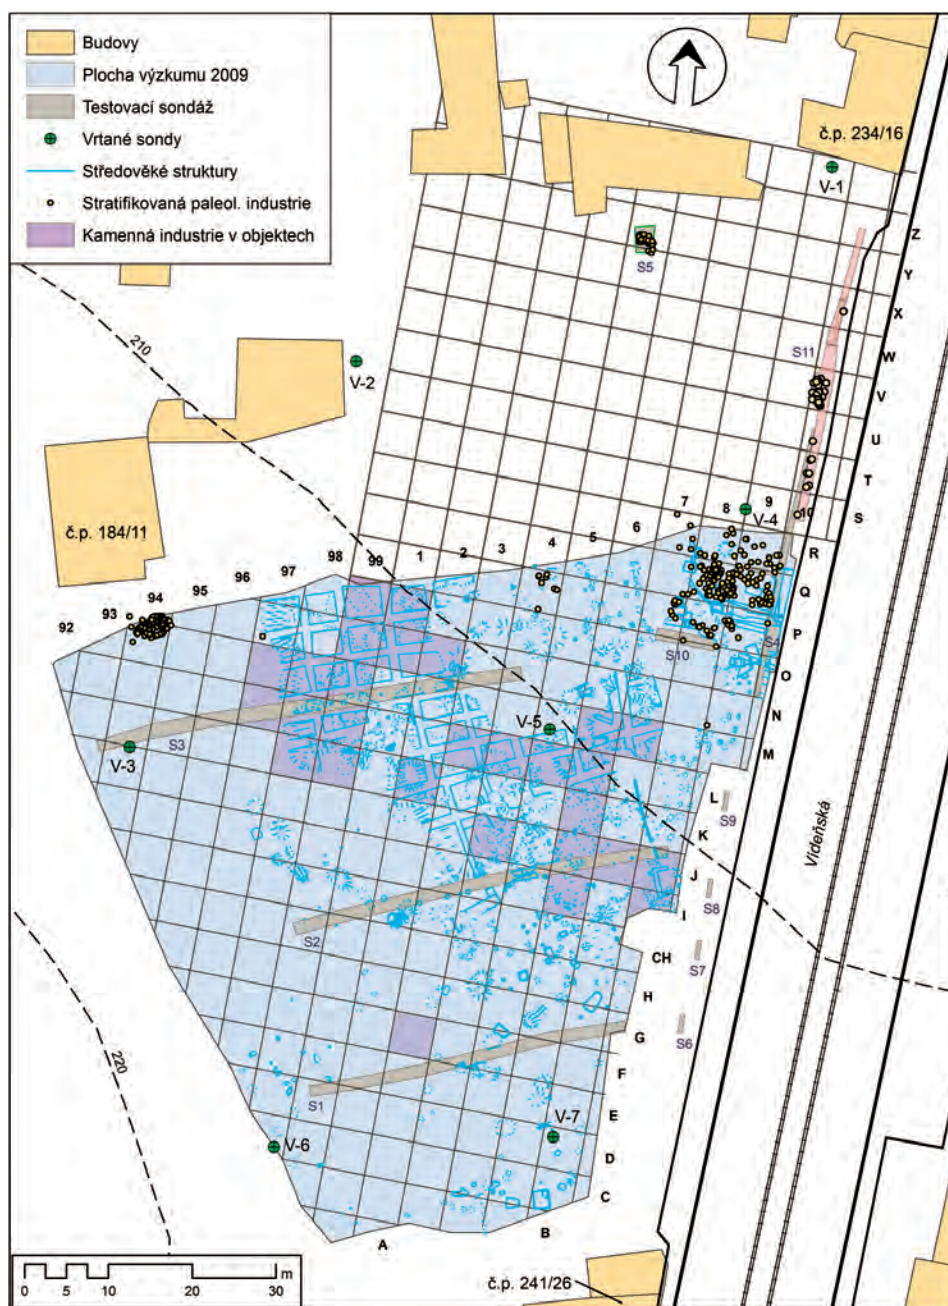 Budovy
Plocha výzkumu 2009
Testovací sondáž
Vrtané sondy
Středověké struktury
Stratifikovaná paleol. industrie
Kamenná industrie v objektech
č.p. 234/16
V-1
Z
S5
Y
X
210
S11
W
V-2
V
U
T
7 8 9 10
V-4
S
č.p. 184/11
6
5
4
3
2
1
99
98
97
96
95
94
93
92
R
Q
P
S4
S10
O
N
V-5
S3
V-3
M
L
S9
K
Vídeňská
J
S8
I
S2
CH
S7
H
G
S6
F
220
S1
E
V-7
V-6
D
C
B
A
0 10 20 30 m
č.p. 241/26